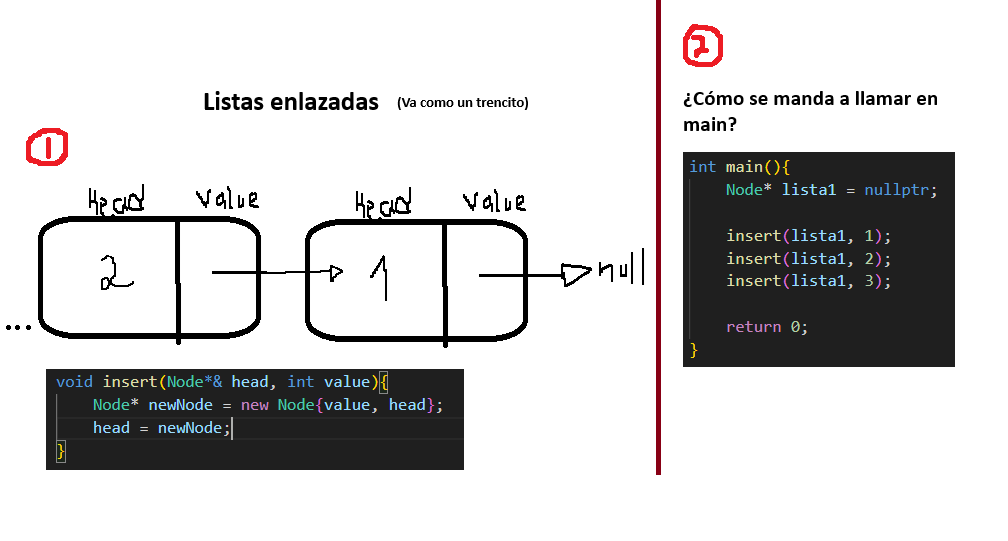 Listas enlazadas (Va como un trencito)
1
Head value Head value
2 1 null
...
void insert(Node*& head, int value){
    Node* newNode = new Node{value, head};
    head = newNode;
}
2
¿Cómo se manda a llamar en
main?
int main(){
    Node* lista1 = nullptr;
    insert(lista1, 1);
    insert(lista1, 2);
    insert(lista1, 3);
    return 0;
}